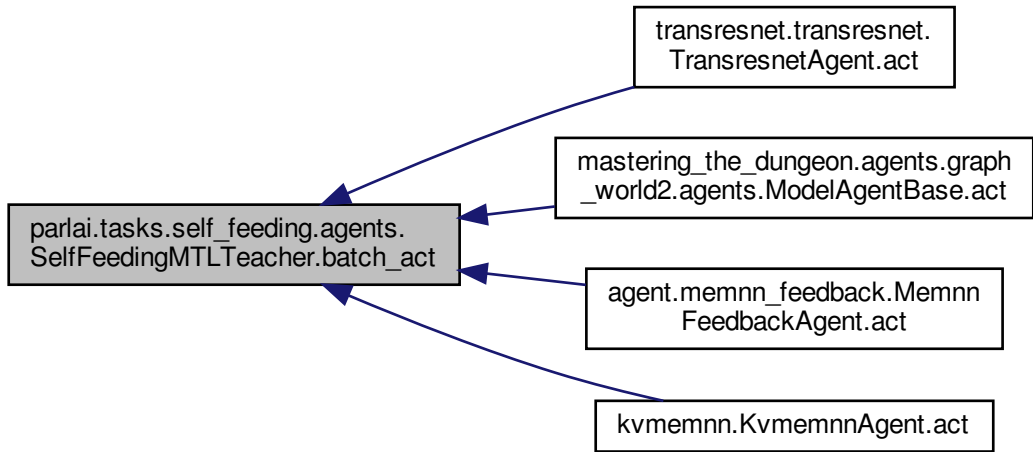 transresnet.transresnet.
TransresnetAgent.act
mastering_the_dungeon.agents.graph
_world2.agents.ModelAgentBase.act
parlai.tasks.self_feeding.agents.
SelfFeedingMTLTeacher.batch_act
agent.memnn_feedback.Memnn
FeedbackAgent.act
kvmemnn.KvmemnnAgent.act